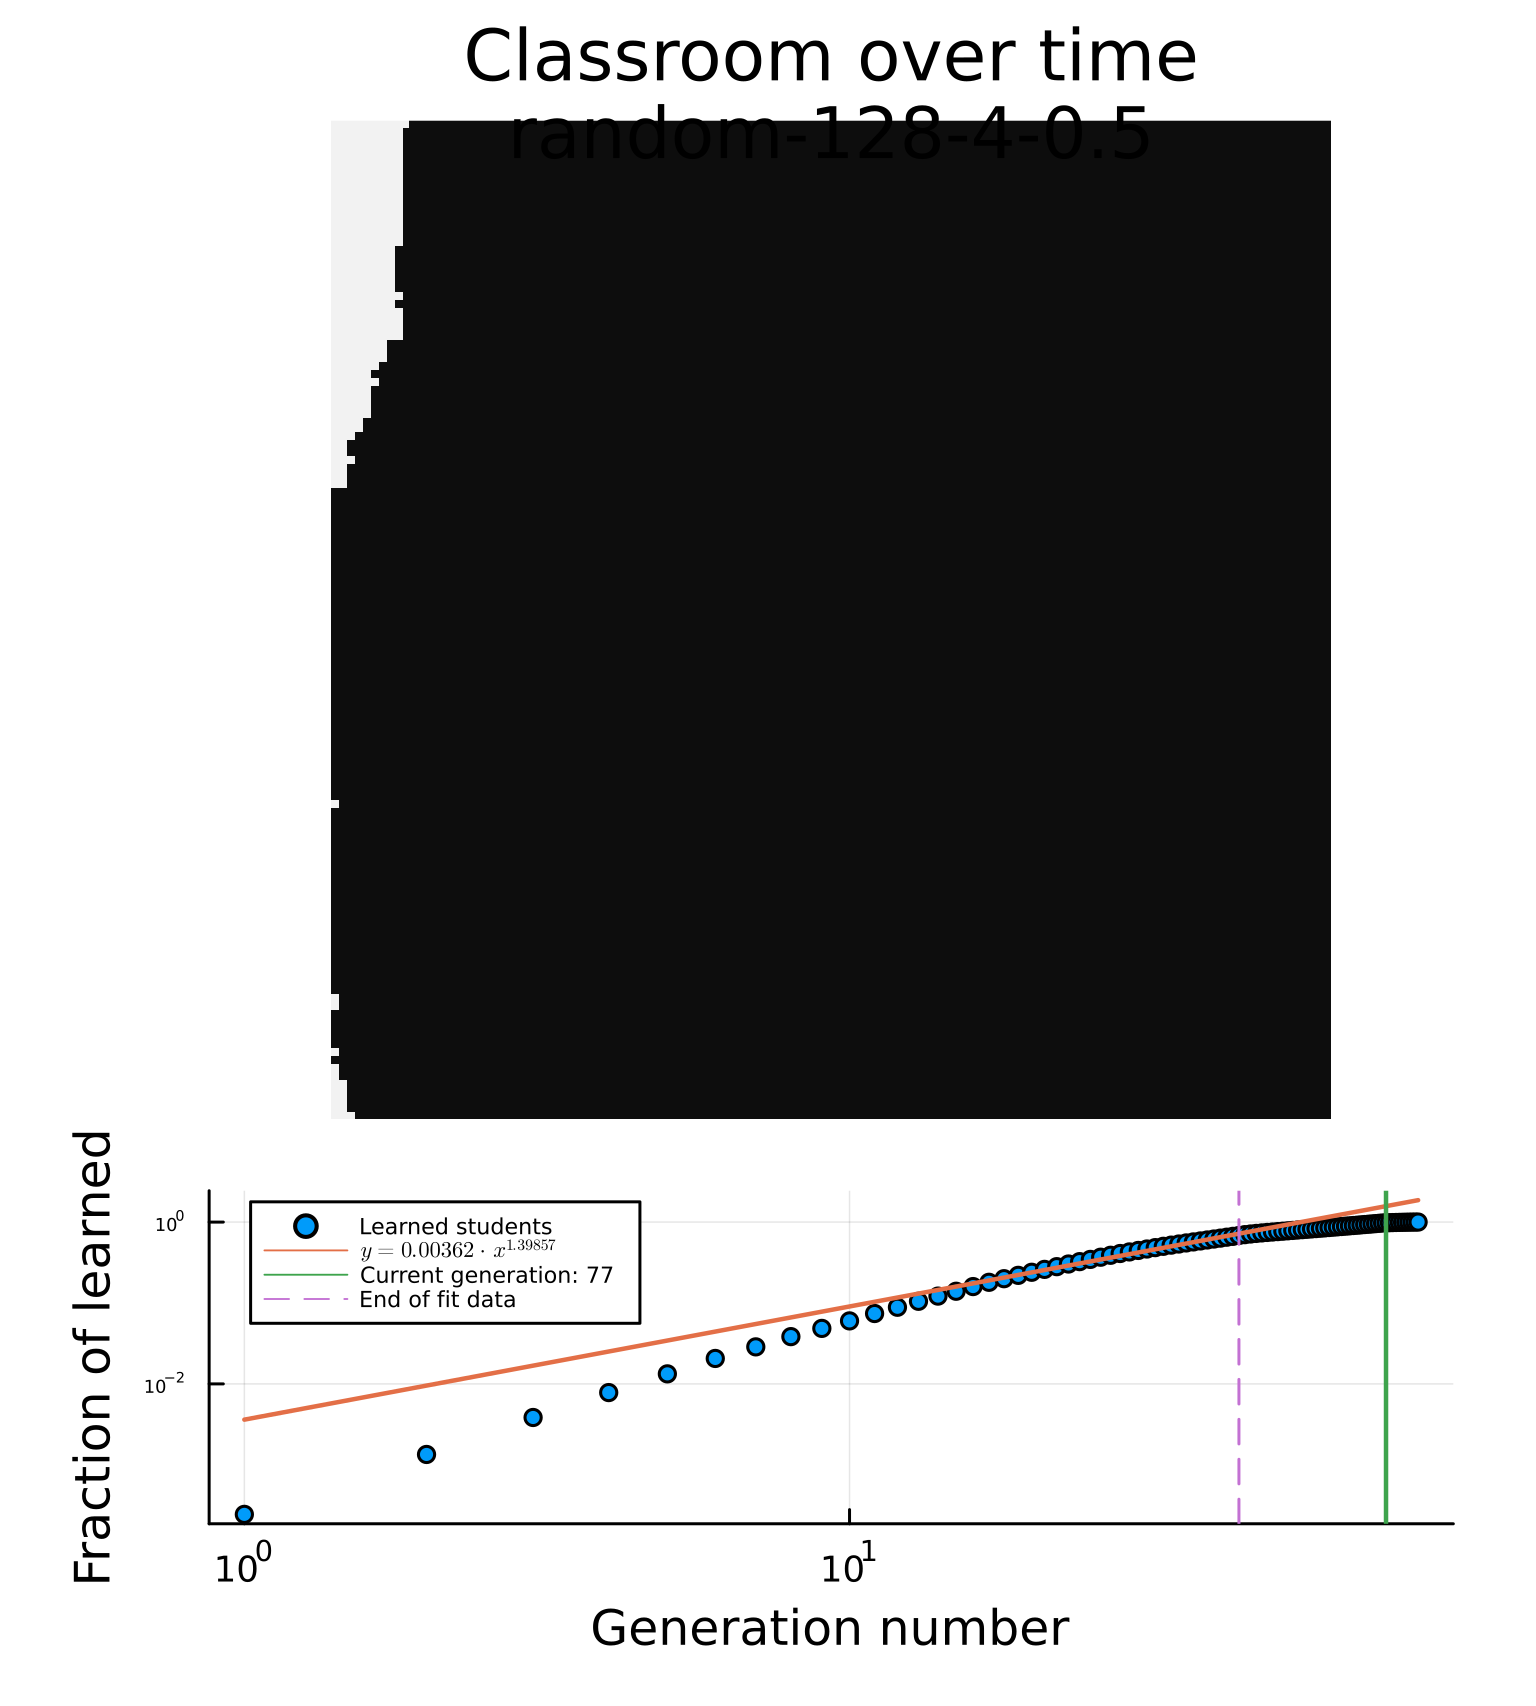 Classroom over time
random-128-4-0.5
Fraction of learned
10^0
10^-2
Learned students
y = 0.00362 · x^1.39857
Current generation: 77
End of fit data
10^0
10^1
Generation number